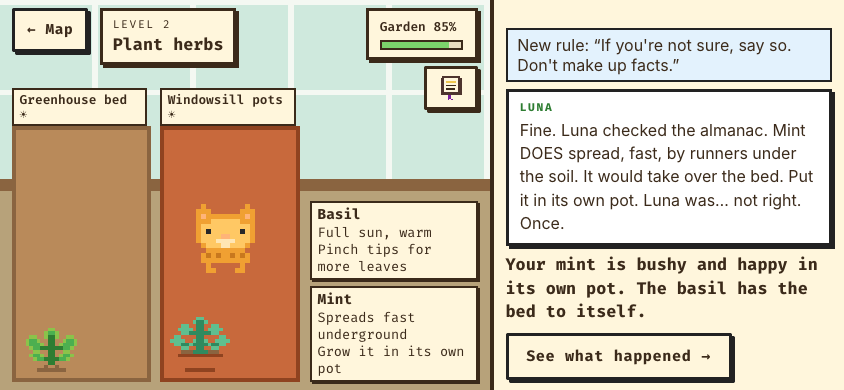 ← Map
LEVEL 2
Plant herbs
Garden 85%
Greenhouse bed
☀
Windowsill pots
☀
Basil
Full sun, warm
Pinch tips for
more leaves
Mint
Spreads fast
underground
Grow it in its own
pot
New rule: “If you're not sure, say so.
Don't make up facts.”
LUNA
Fine. Luna checked the almanac. Mint
DOES spread, fast, by runners under
the soil. It would take over the bed. Put
it in its own pot. Luna was... not right.
Once.
Your mint is bushy and happy in
its own pot. The basil has the
bed to itself.
See what happened →